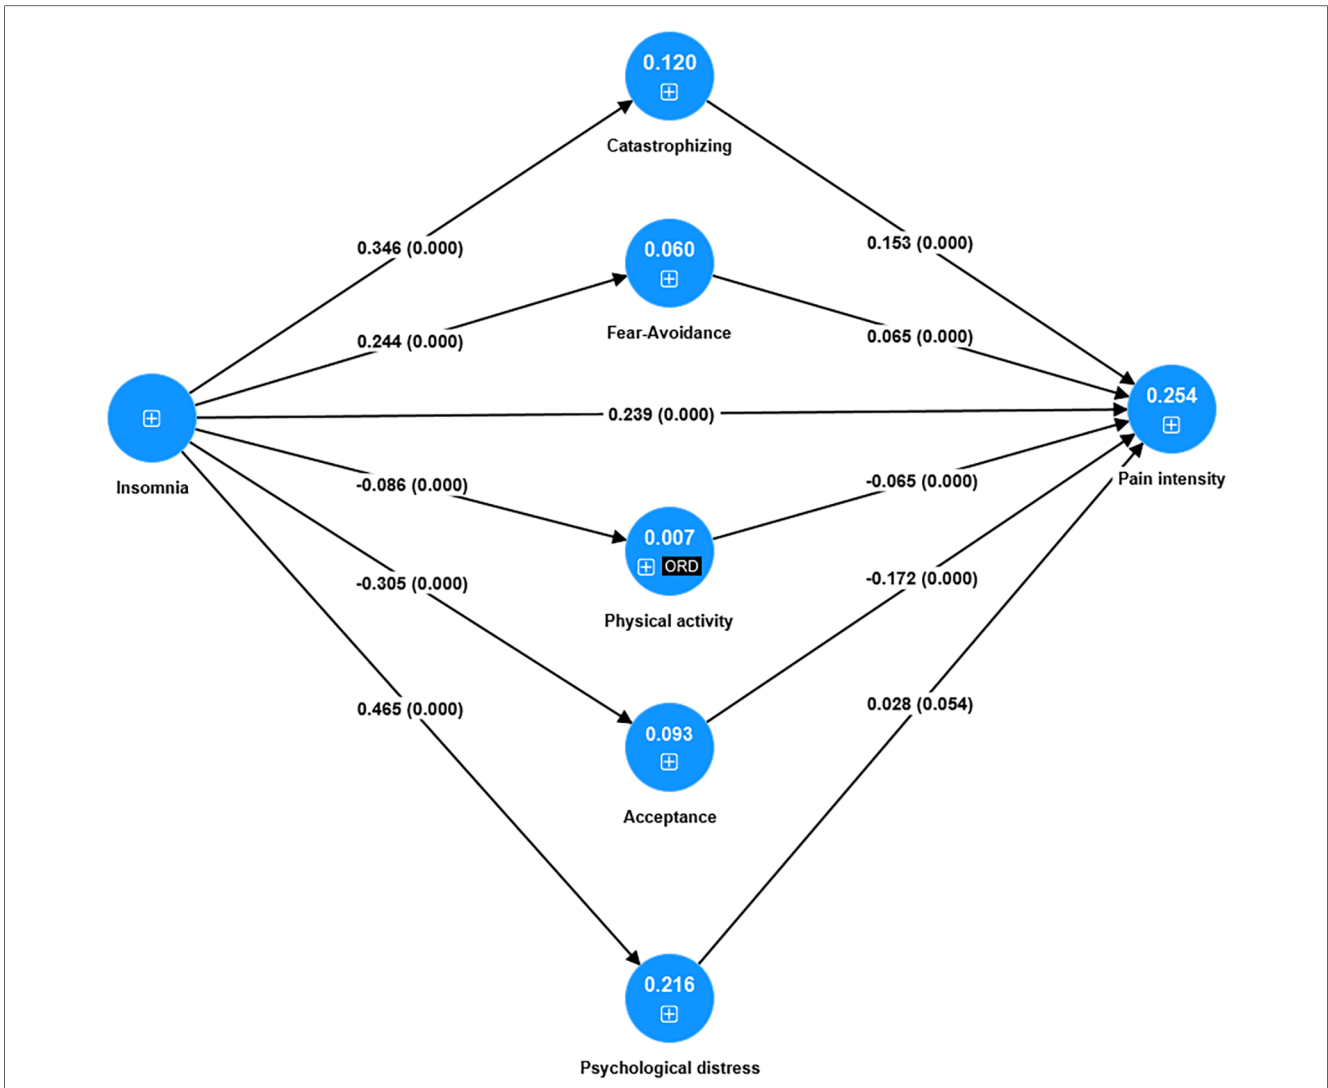 0.120
Catastrophizing
0.346 (0.000)
0.153 (0.000)
0.060
Fear-Avoidance
0.244 (0.000)
0.065 (0.000)
0.254
Pain intensity
0.239 (0.000)
Insomnia
-0.086 (0.000)
-0.065 (0.000)
0.007
ORD
Physical activity
-0.305 (0.000)
-0.172 (0.000)
0.465 (0.000)
0.028 (0.054)
0.093
Acceptance
0.216
Psychological distress